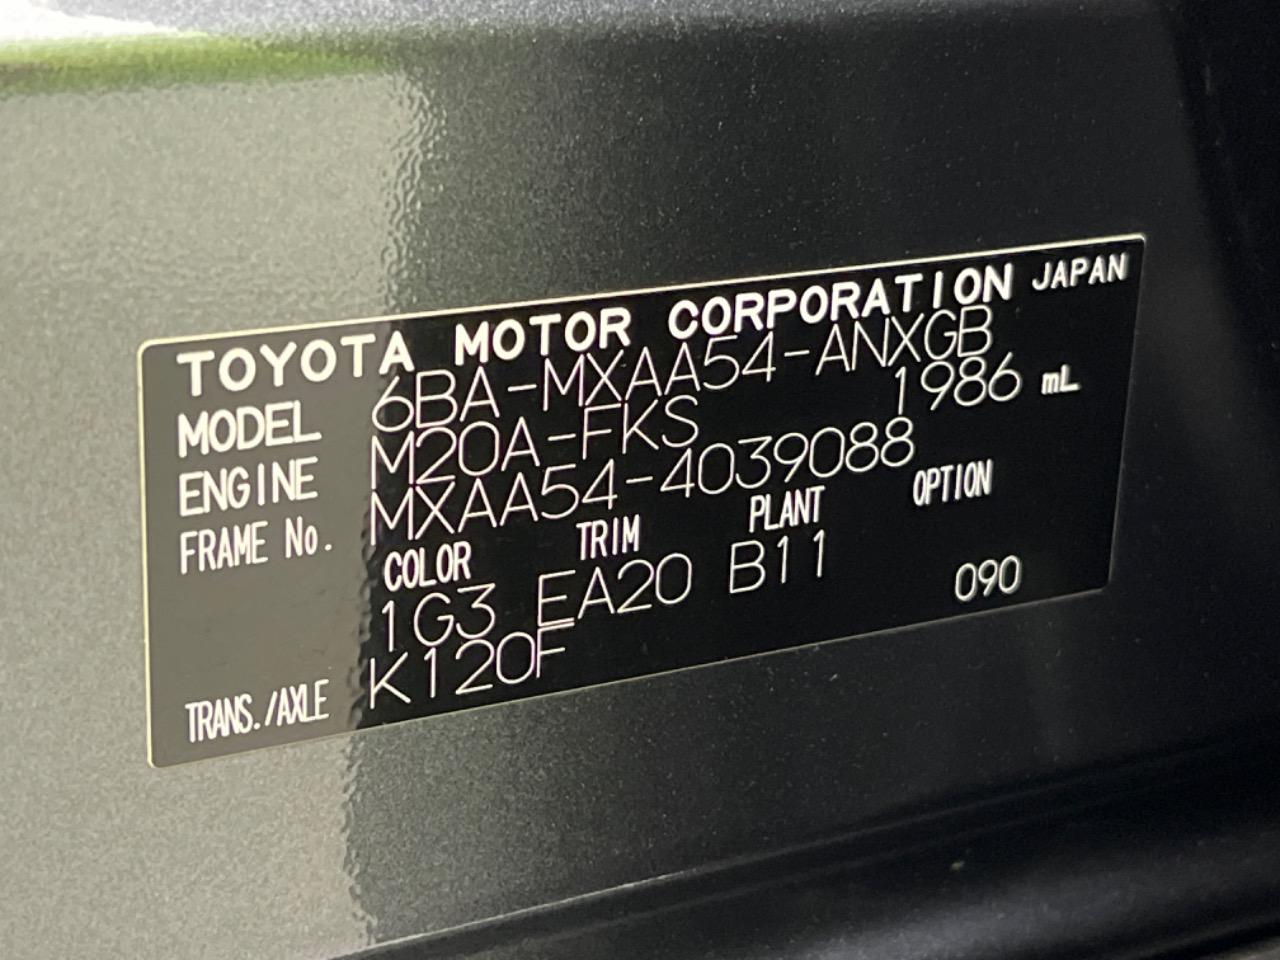 TOYOTA MOTOR CORPORATION JAPAN
MODEL 6BA-MXAA54-ANXGB
ENGINE M20A-FKS 1986 mL
FRAME No. MXAA54-4039088
COLOR TRIM PLANT OPTION
1G3 EA20 B11 090
TRANS./AXLE K120F